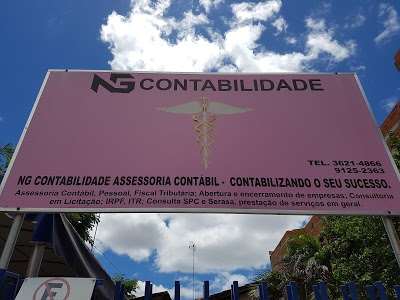 NG CONTABILIDADE
TEL. 3621-4866
9125-2363
NG CONTABILIDADE ASSESSORIA CONTÁBIL - CONTABILIZANDO O SEU SUCESSO.
Assessoria Contábil, Pessoal, Fiscal Tributária; Abertura e encerramento de empresas; Consultoria
em Licitação; IRPF, ITR; Consulta SPC e Serasa, prestação de serviços em geral.